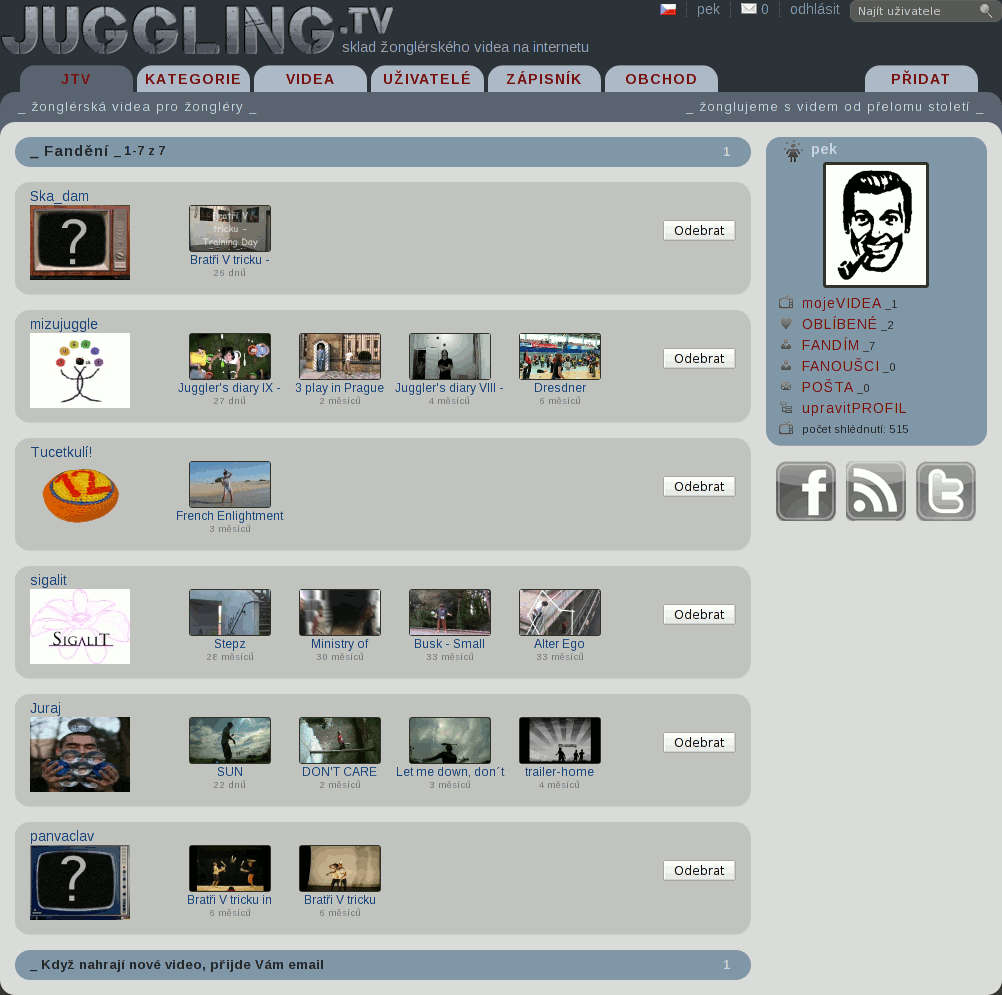 JUGGLING.TV
sklad žonglérského videa na internetu
pek
0
odhlásit
Najít uživatele
JTV
KATEGORIE
VIDEA
UŽIVATELÉ
ZÁPISNÍK
OBCHOD
PŘIDAT
_ žonglérská videa pro žongléry _
_ žonglujeme s videm od přelomu století _
_ Fandění _ 1-7 z 7
1
Ska_dam
Bratři V
tricku -
Training Day
Bratři V tricku -
26 dnů
Odebrat
mizujuggle
Juggler's diary IX -
27 dnů
3 play in Prague
2 měsíců
Juggler's diary VIII -
4 měsíců
Dresdner
6 měsíců
Odebrat
Tucetkulí!
12
French Enlightment
3 měsíců
Odebrat
sigalit
SIGALIT
Stepz
28 měsíců
Ministry of
30 měsíců
Busk - Small
33 měsíců
Alter Ego
33 měsíců
Odebrat
Juraj
SUN
22 dnů
DON'T CARE
2 měsíců
Let me down, don´t
3 měsíců
trailer-home
4 měsíců
Odebrat
panvaclav
Bratři V tricku in
6 měsíců
Bratři V tricku
6 měsíců
Odebrat
_ Když nahrají nové video, přijde Vám email
1
pek
mojeVIDEA _1
OBLÍBENÉ _2
FANDÍM _7
FANOUŠCI _0
POŠTA _0
upravitPROFIL
počet shlédnutí: 515